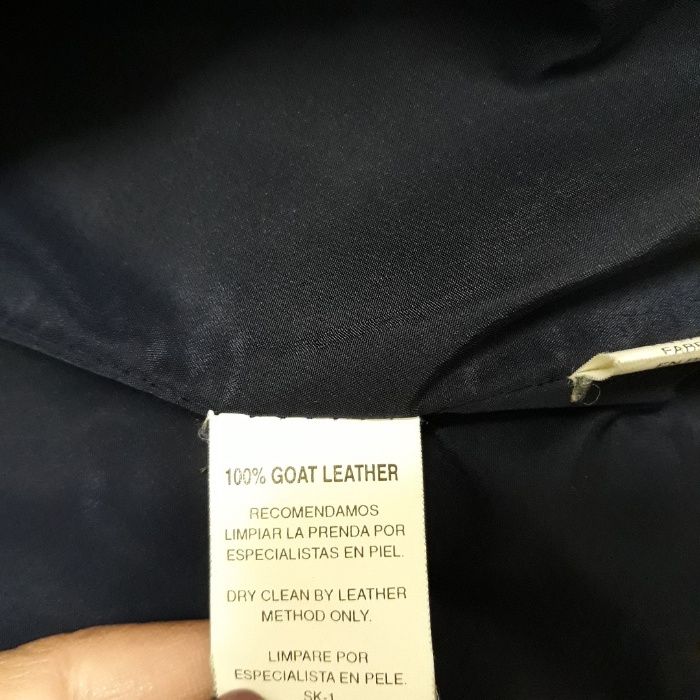 100% GOAT LEATHER
RECOMENDAMOS
LIMPIAR LA PRENDA POR
ESPECIALISTAS EN PIEL.
DRY CLEAN BY LEATHER
METHOD ONLY.
LIMPARE POR
ESPECIALISTA EN PELE.
SK-1